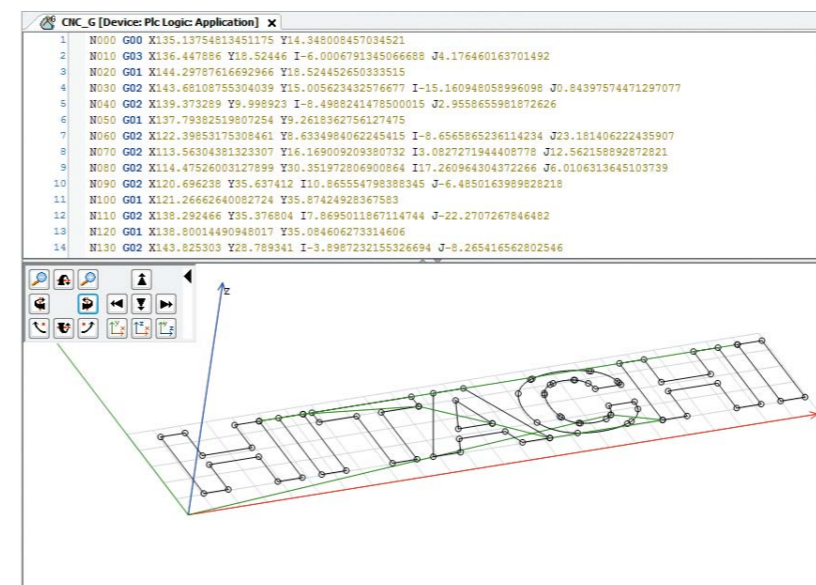 CNC_G [Device: Plc Logic: Application] x
1 N000 G00 X135.13754813451175 Y14.348008457034521
2 N010 G03 X136.447886 Y18.52446 I-6.0006791345066688 J4.176460163701492
3 N020 G01 X144.29787616692966 Y18.524452650333515
4 N030 G02 X143.68108755304039 Y15.005623432576677 I-15.160948058996098 J0.84397574471297077
5 N040 G02 X139.373289 Y9.998923 I-8.4988241478500015 J2.9558655981872626
6 N050 G01 X137.79382519807254 Y9.2618362756127475
7 N060 G02 X122.39853175308461 Y8.6334984062245415 I-8.6565865236114234 J23.181406222435907
8 N070 G02 X113.56304381323307 Y16.169009209380732 I3.0827271944408778 J12.562158892872821
9 N080 G02 X114.47526003127899 Y30.351972806900864 I17.260964304372266 J6.0106313645103739
10 N090 G02 X120.696238 Y35.637412 I10.865554798388345 J-6.4850163989828218
11 N100 G01 X121.26662640082724 Y35.87424928367583
12 N110 G02 X138.292466 Y35.376804 I7.8695011867114744 J-22.2707267846482
13 N120 G01 X138.80014490948017 Y35.084606273314606
14 N130 G02 X143.825303 Y28.789341 I-3.8987232155326694 J-8.265416562802546
Z
HITACHI